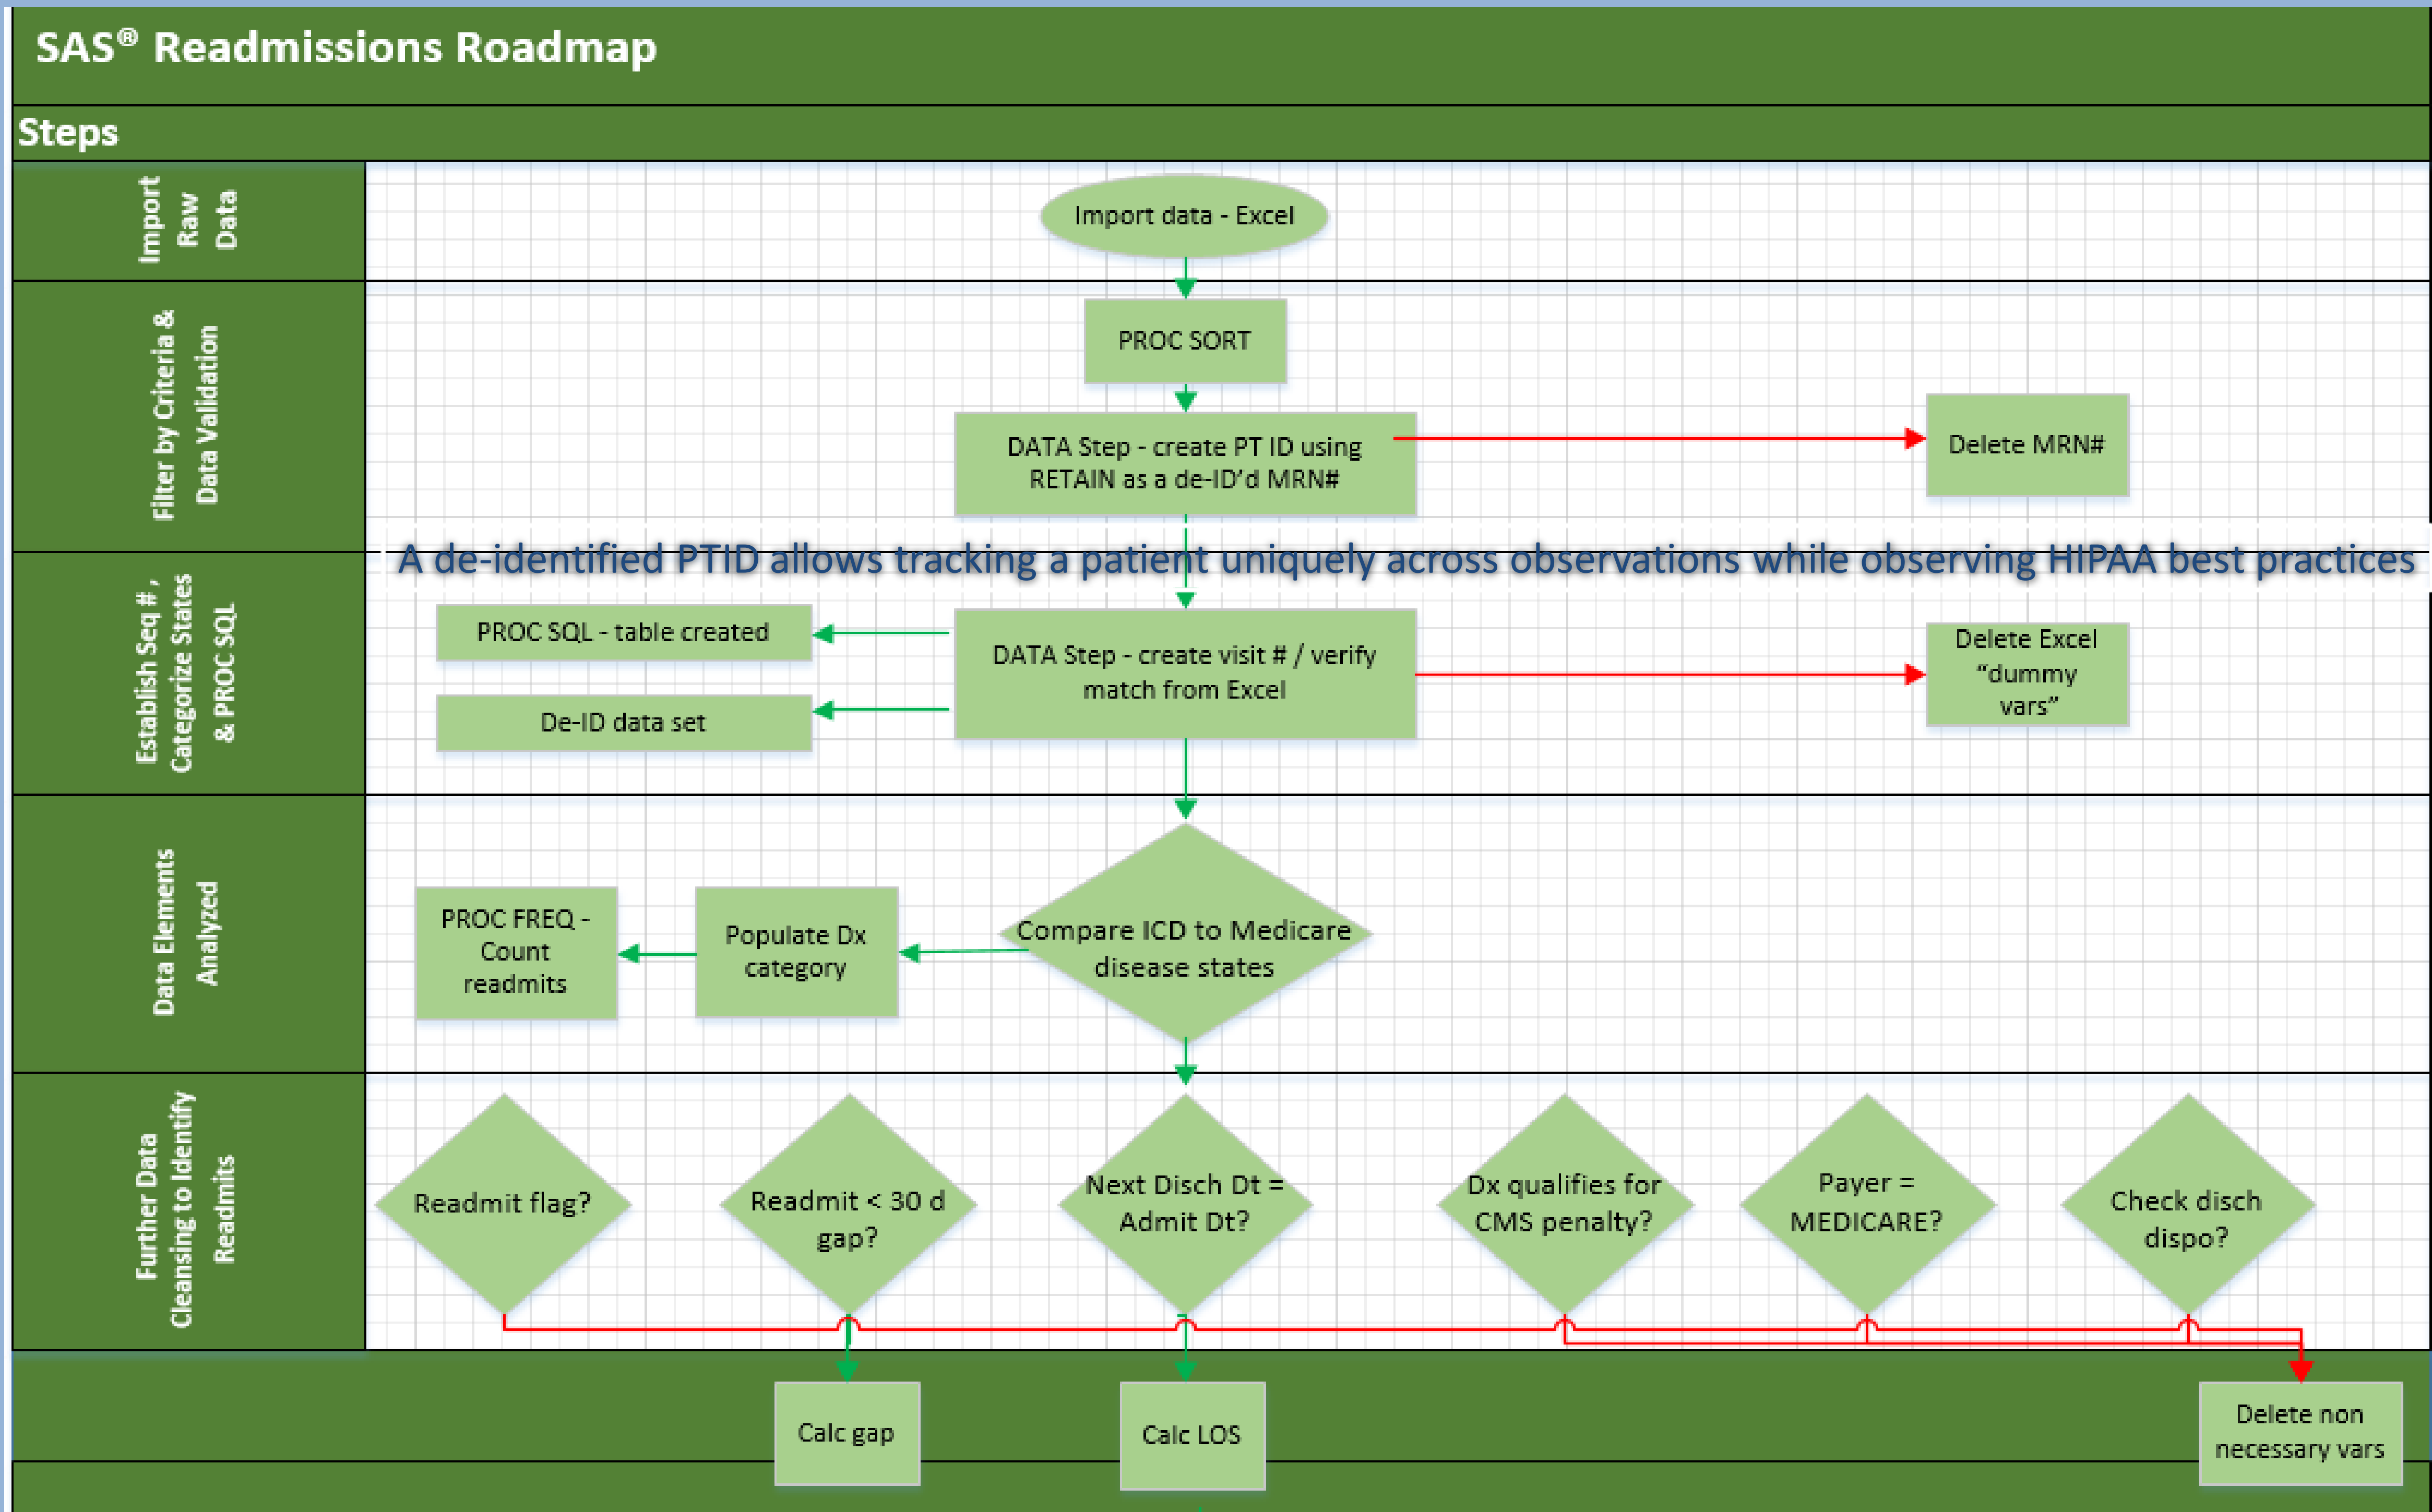 SAS® Readmissions Roadmap
Steps
Import
Raw
Data
Import data - Excel
Filter by Criteria &
Data Validation
PROC SORT
DATA Step - create PT ID using
RETAIN as a de-ID'd MRN#
Delete MRN#
A de-identified PTID allows tracking a patient uniquely across observations while observing HIPAA best practices
Establish Seq #,
Categorize States
& PROC SQL
PROC SQL - table created
De-ID data set
DATA Step - create visit # / verify
match from Excel
Delete Excel
“dummy
vars”
Data Elements
Analyzed
PROC FREQ -
Count
readmits
Populate Dx
category
Compare ICD to Medicare
disease states
Further Data
Cleansing to Identify
Readmits
Readmit flag?
Readmit < 30 d
gap?
Next Disch Dt =
Admit Dt?
Dx qualifies for
CMS penalty?
Payer =
MEDICARE?
Check disch
dispo?
Calc gap
Calc LOS
Delete non
necessary vars